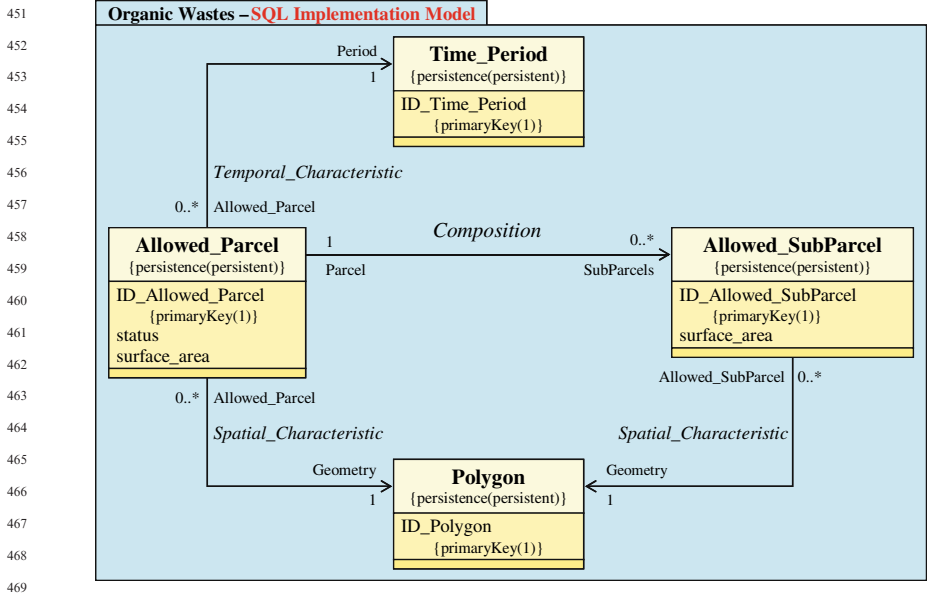 451
Organic Wastes – SQL Implementation Model
452
Period
Time_Period
453
1
{persistence(persistent)}
454
ID_Time_Period
{primaryKey(1)}
455
456
Temporal_Characteristic
457
0..* Allowed_Parcel
458
Allowed_Parcel
1
Composition
0..*
Allowed_SubParcel
459
{persistence(persistent)}
Parcel
SubParcels
{persistence(persistent)}
460
ID_Allowed_Parcel
ID_Allowed_SubParcel
{primaryKey(1)}
{primaryKey(1)}
461
status
surface_area
surface_area
462
Allowed_SubParcel 0..*
463
0..* Allowed_Parcel
464
Spatial_Characteristic
Spatial_Characteristic
465
Geometry
Polygon
Geometry
466
1
{persistence(persistent)}
1
467
ID_Polygon
{primaryKey(1)}
468
469